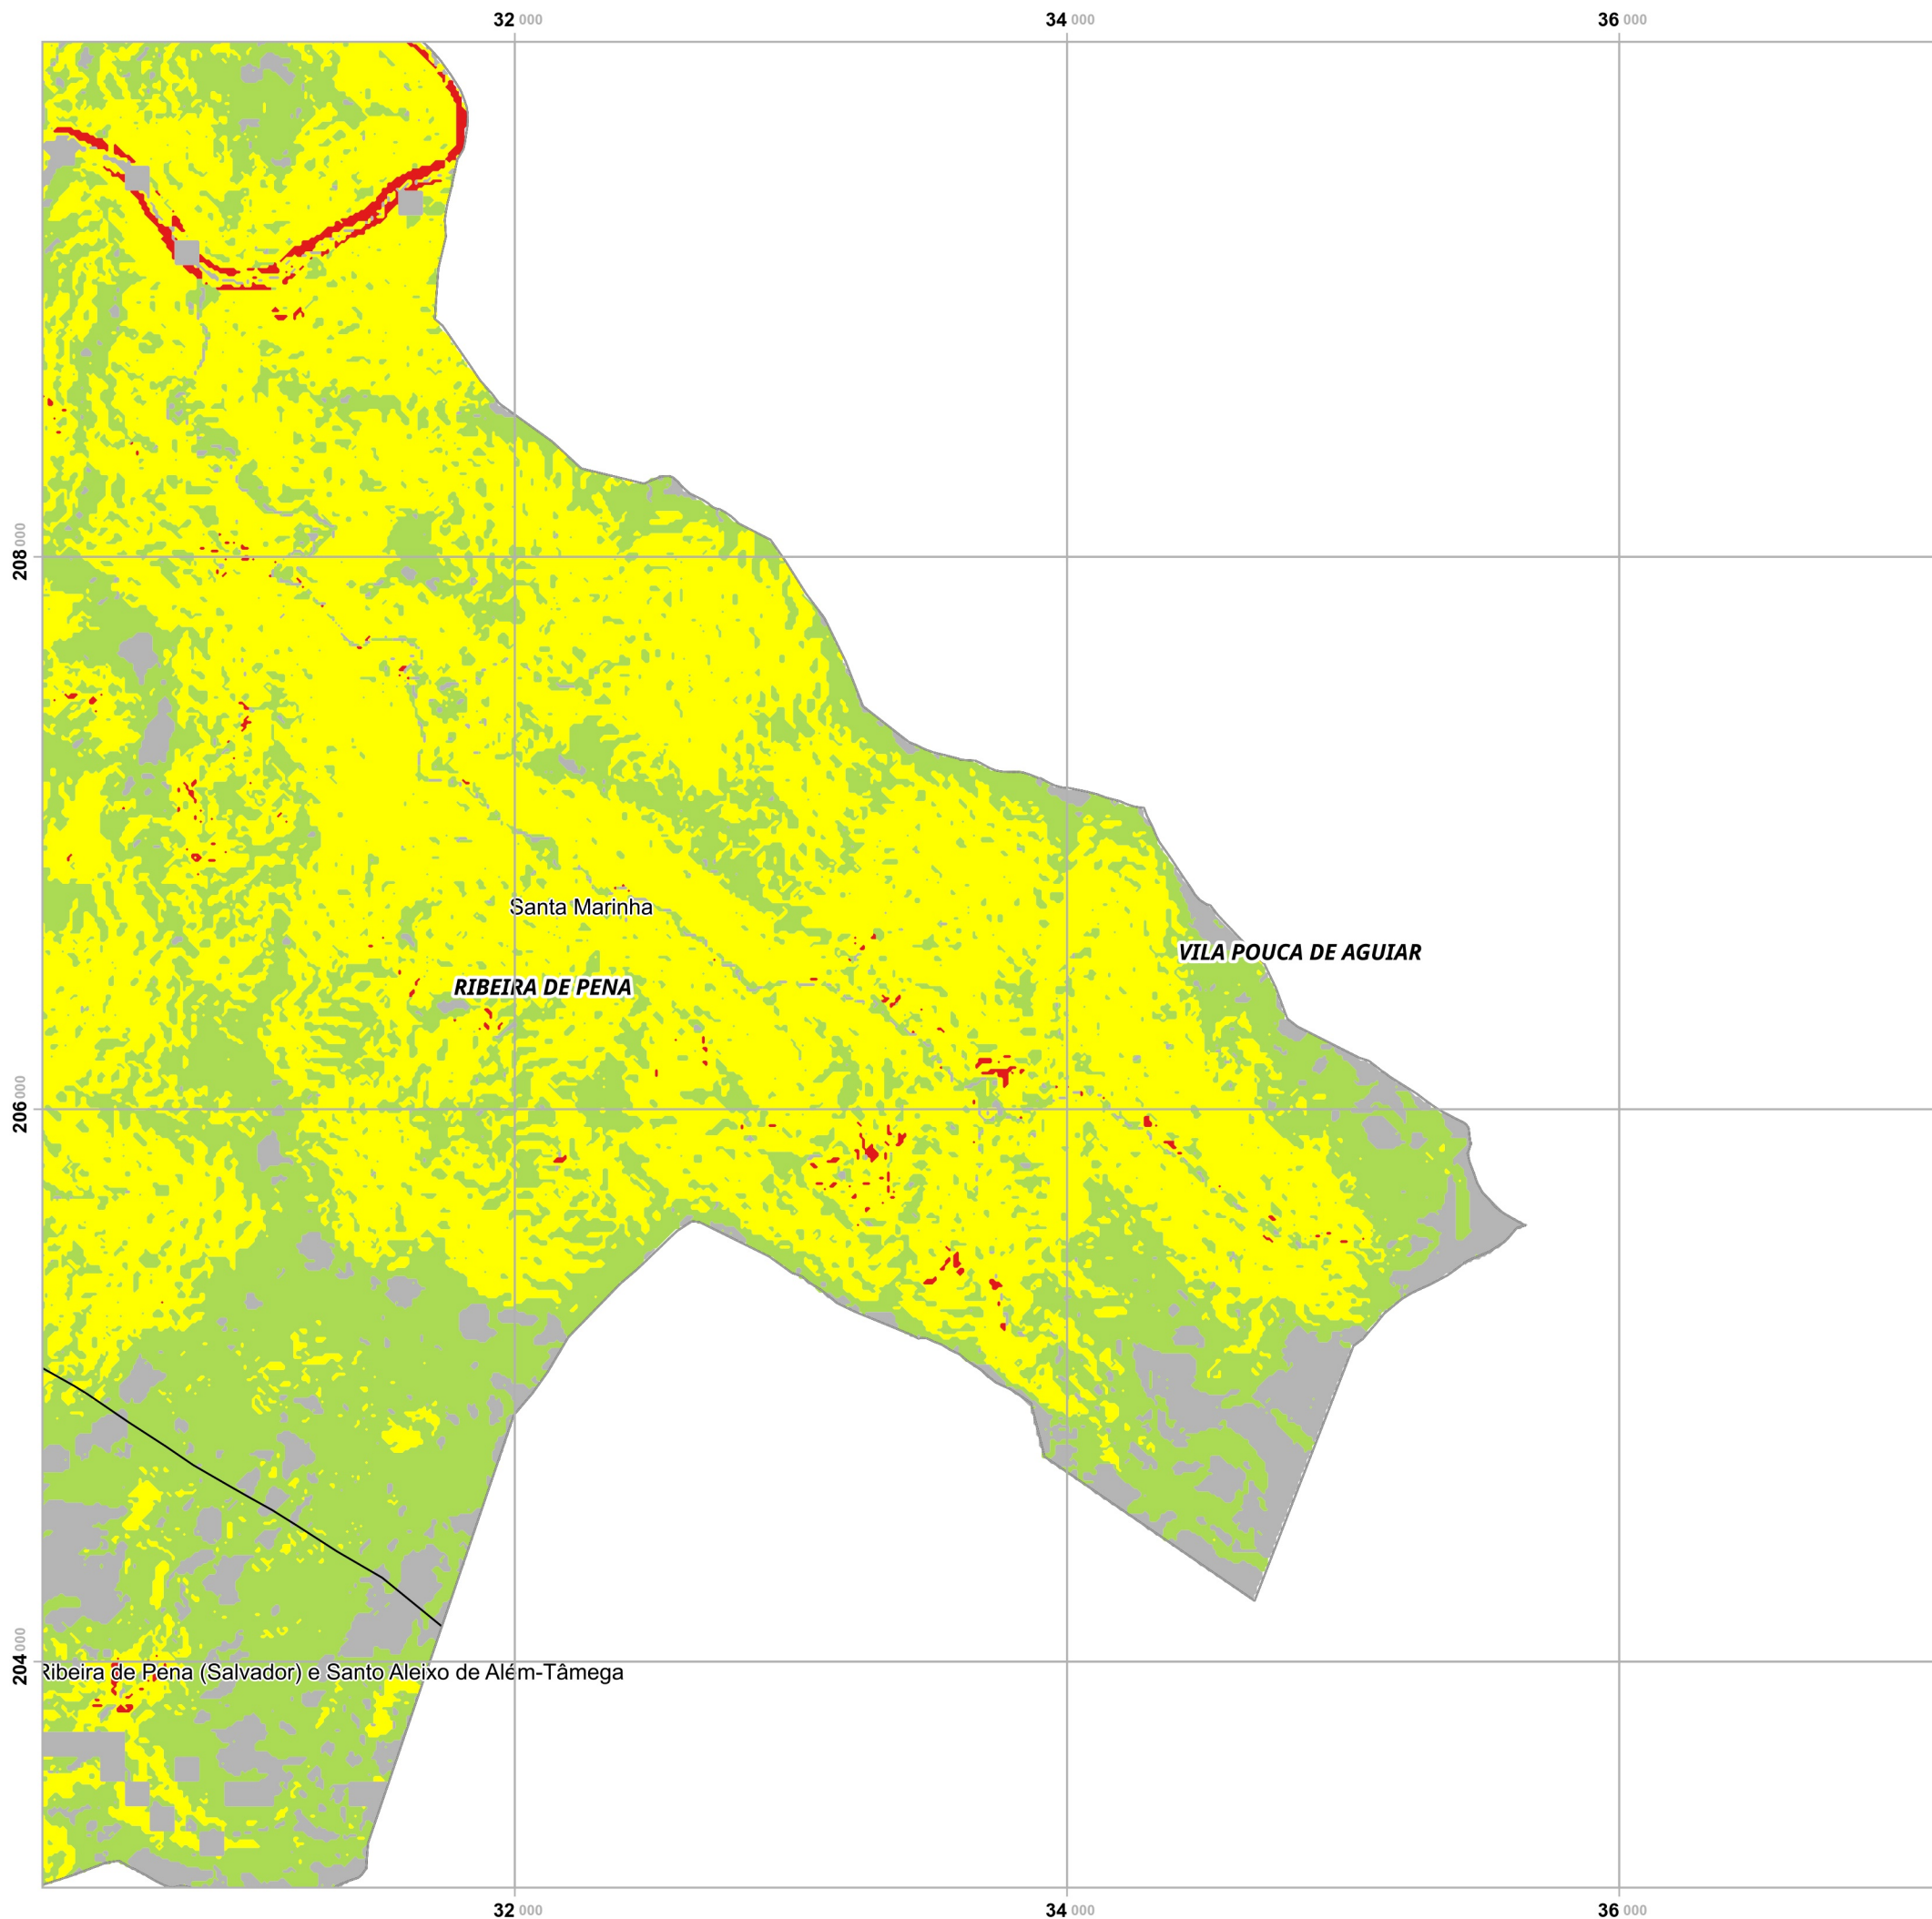 32 000
34 000
36 000
208 000
Santa Marinha
VILA POUCA DE AGUIAR
RIBEIRA DE PENA
206 000
204 000
Ribeira de Pena (Salvador) e Santo Aleixo de Além-Tâmega
32 000
34 000
36 000